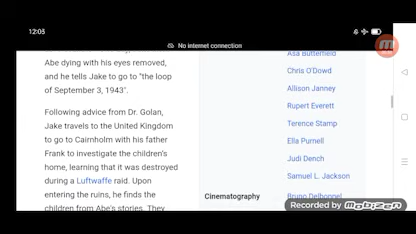 12:03
No internet connection
Abe dying with his eyes removed,
and he tells Jake to go to "the loop
of September 3, 1943".
Following advice from Dr. Golan,
Jake travels to the United Kingdom
to go to Cairnholm with his father
Frank to investigate the children's
home, learning that it was destroyed
during a Luftwaffe raid. Upon
entering the ruins, he finds the
children from Abe's stories. They
Asa Butterfield
Chris O'Dowd
Allison Janney
Rupert Everett
Terence Stamp
Ella Purnell
Judi Dench
Samuel L. Jackson
Cinematography
Bruno Delbonnel
Recorded by Mobizen